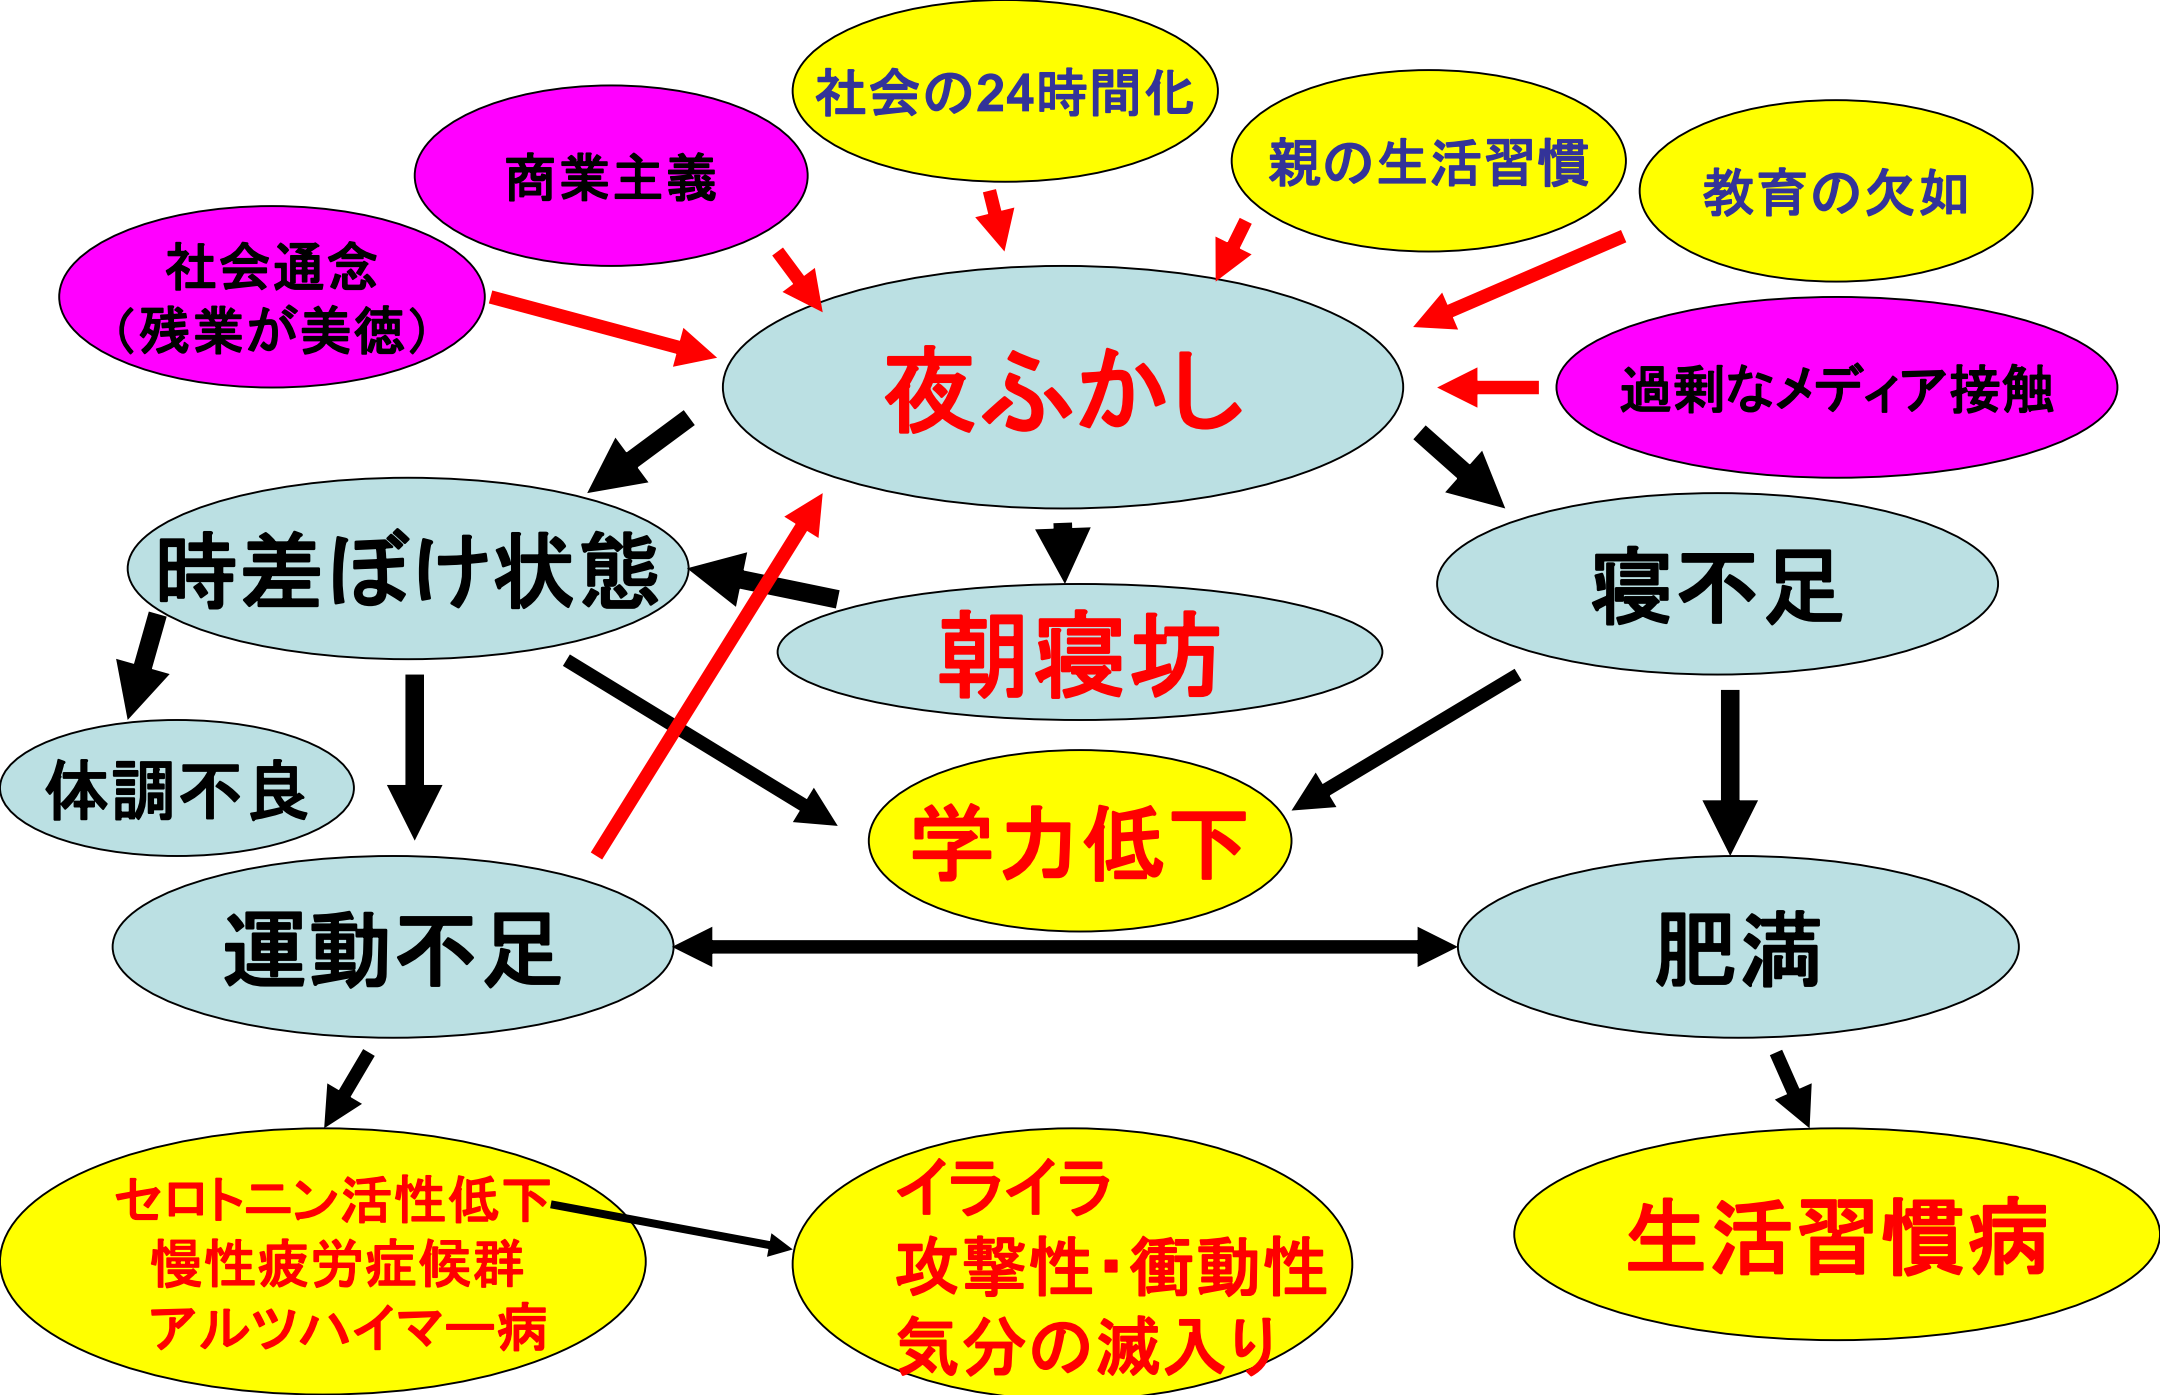 社会の24時間化
親の生活習慣
商業主義
教育の欠如
社会通念
（残業が美徳）
過剰なメディア接触
夜ふかし
時差ぼけ状態
寝不足
朝寝坊
体調不良
学力低下
運動不足
肥満
セロトニン活性低下
慢性疲労症候群
アルツハイマー病
イライラ
攻撃性・衝動性
気分の滅入り
生活習慣病